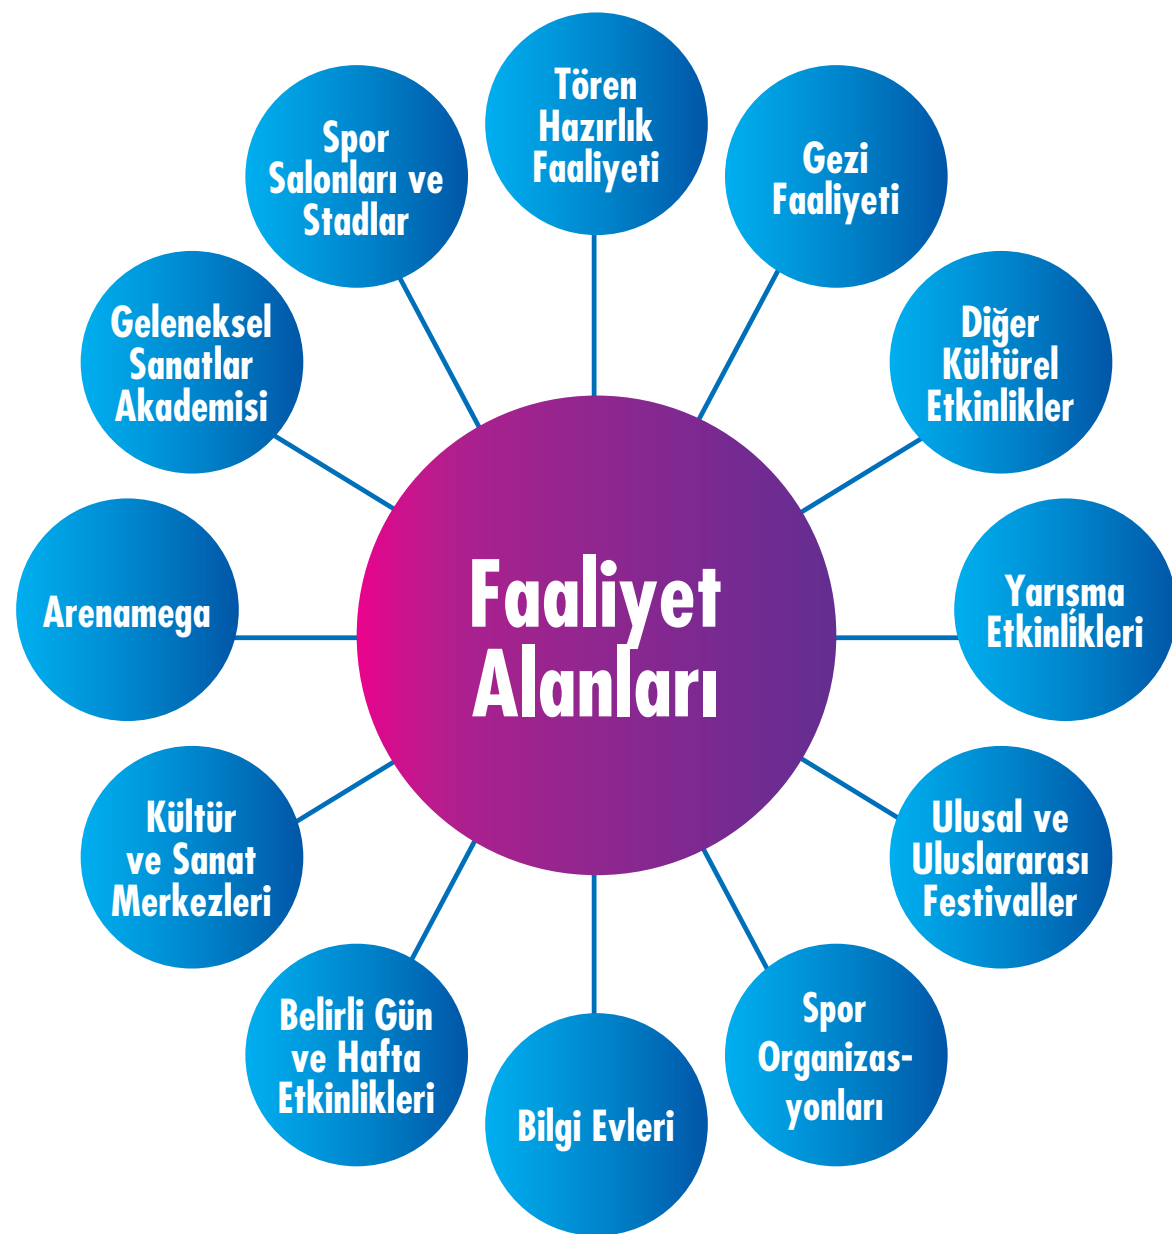 Tören
Hazırlık
Faaliyeti
Gezi
Faaliyeti
Diğer
Kültürel
Etkinlikler
Yarışma
Etkinlikleri
Ulusal ve
Uluslararası
Festivaller
Spor
Organizas-
yonları
Bilgi Evleri
Belirli Gün
ve Hafta
Etkinlikleri
Kültür
ve Sanat
Merkezleri
Arenamega
Geleneksel
Sanatlar
Akademisi
Spor
Salonları ve
Stadlar
Faaliyet
Alanları